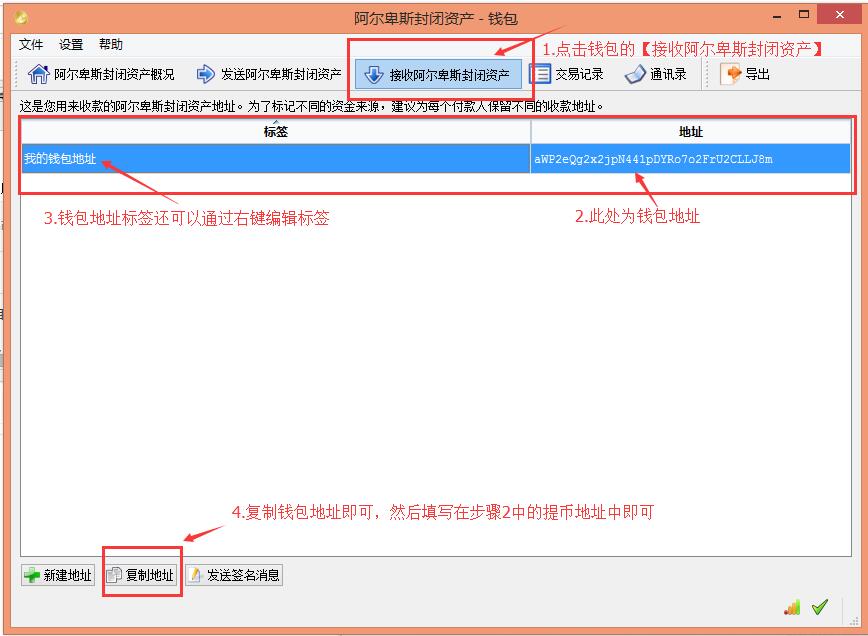 阿尔卑斯封闭资产 - 钱包
文件 设置 帮助
1.点击钱包的【接收阿尔卑斯封闭资产】
阿尔卑斯封闭资产概况 发送阿尔卑斯封闭资产 接收阿尔卑斯封闭资产 交易记录 通讯录 导出
这是您用来收款的阿尔卑斯封闭资产地址。为了标记不同的资金来源，建议为每个付款人保留不同的收款地址。
标签 地址
我的钱包地址 aWP2eQg2x2jpN441pDYRo7o2FrU2CLLJ8m
3.钱包地址标签还可以通过右键编辑标签
2.此处为钱包地址
4.复制钱包地址即可，然后填写在步骤2中的提币地址中即可
新建地址 复制地址 发送签名消息